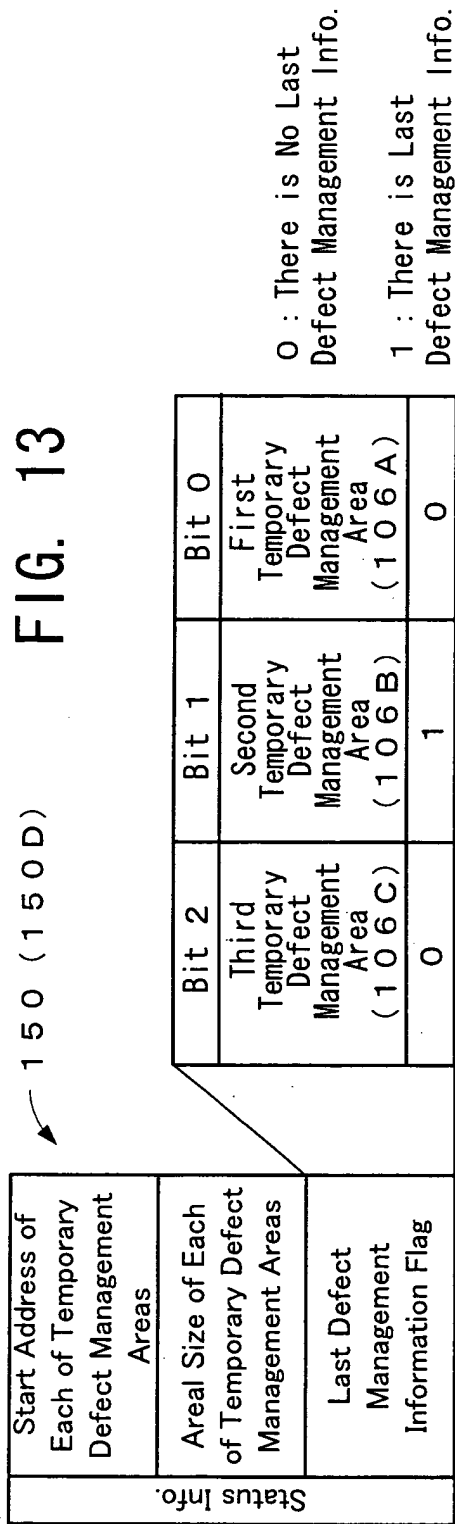 FIG. 13
150 (150D)
Status Info.
Start Address of
Each of Temporary
Defect Management
Areas
Areal Size of Each
of Temporary Defect
Management Areas
Last Defect
Management
Information Flag
Bit 2
Bit 1
Bit 0
Third
Temporary
Defect
Management
Area
(106C)
Second
Temporary
Defect
Management
Area
(106B)
First
Temporary
Defect
Management
Area
(106A)
0
1
0
0 : There is No Last
Defect Management Info.
1 : There is Last
Defect Management Info.